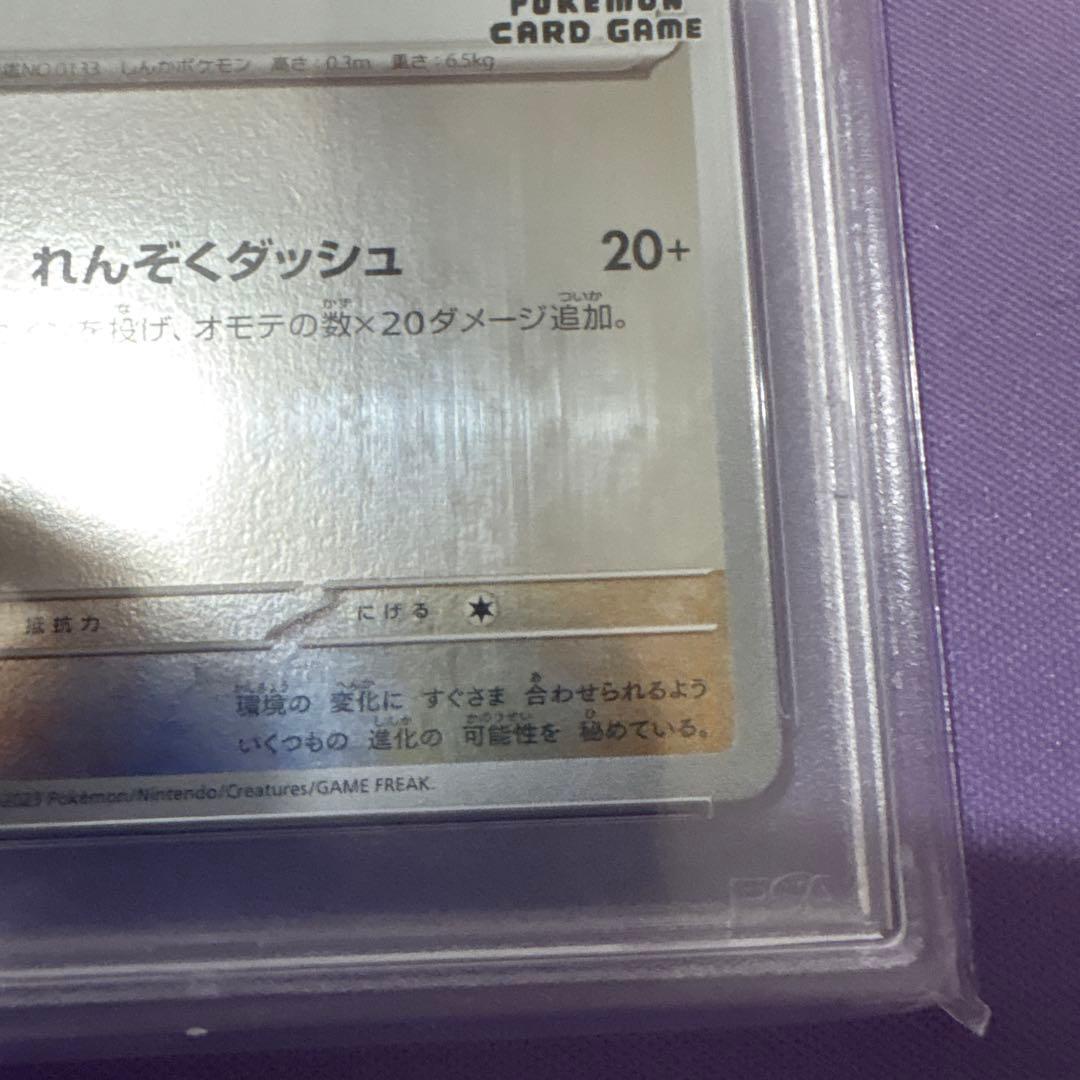 POKÉMON
CARD GAME
NO.0133 しんかポケモン 高さ：0.3m 重さ：6.5kg
れんぞくダッシュ 20+
を投げ、オモテの数×20ダメージ追加。
抵抗力 にげる
環境の 変化に すぐさま 合わせられるよう
いくつもの 進化の 可能性を 秘めている。
2023 Pokémon/Nintendo/Creatures/GAME FREAK.
PSA